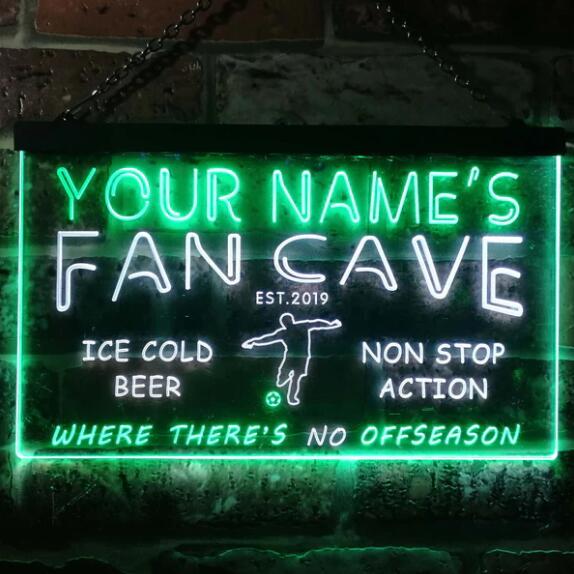 YOUR NAME'S
FAN CAVE
EST.2019
ICE COLD
BEER
NON STOP
ACTION
WHERE THERE'S NO OFFSEASON